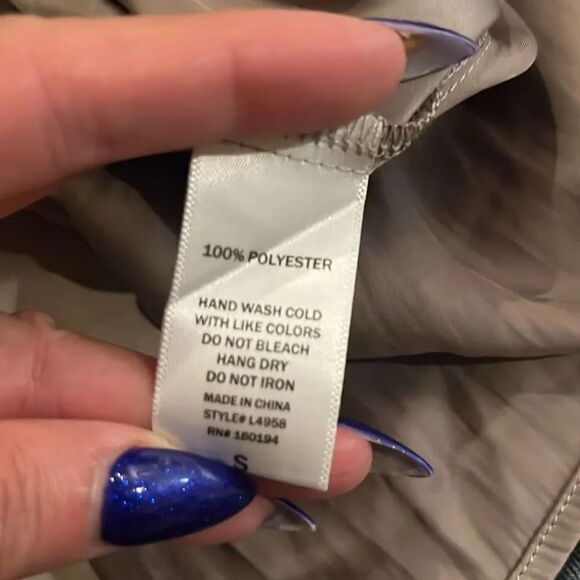 100% POLYESTER
HAND WASH COLD
WITH LIKE COLORS
DO NOT BLEACH
HANG DRY
DO NOT IRON
MADE IN CHINA
STYLE# L4958
RN# 160194
S